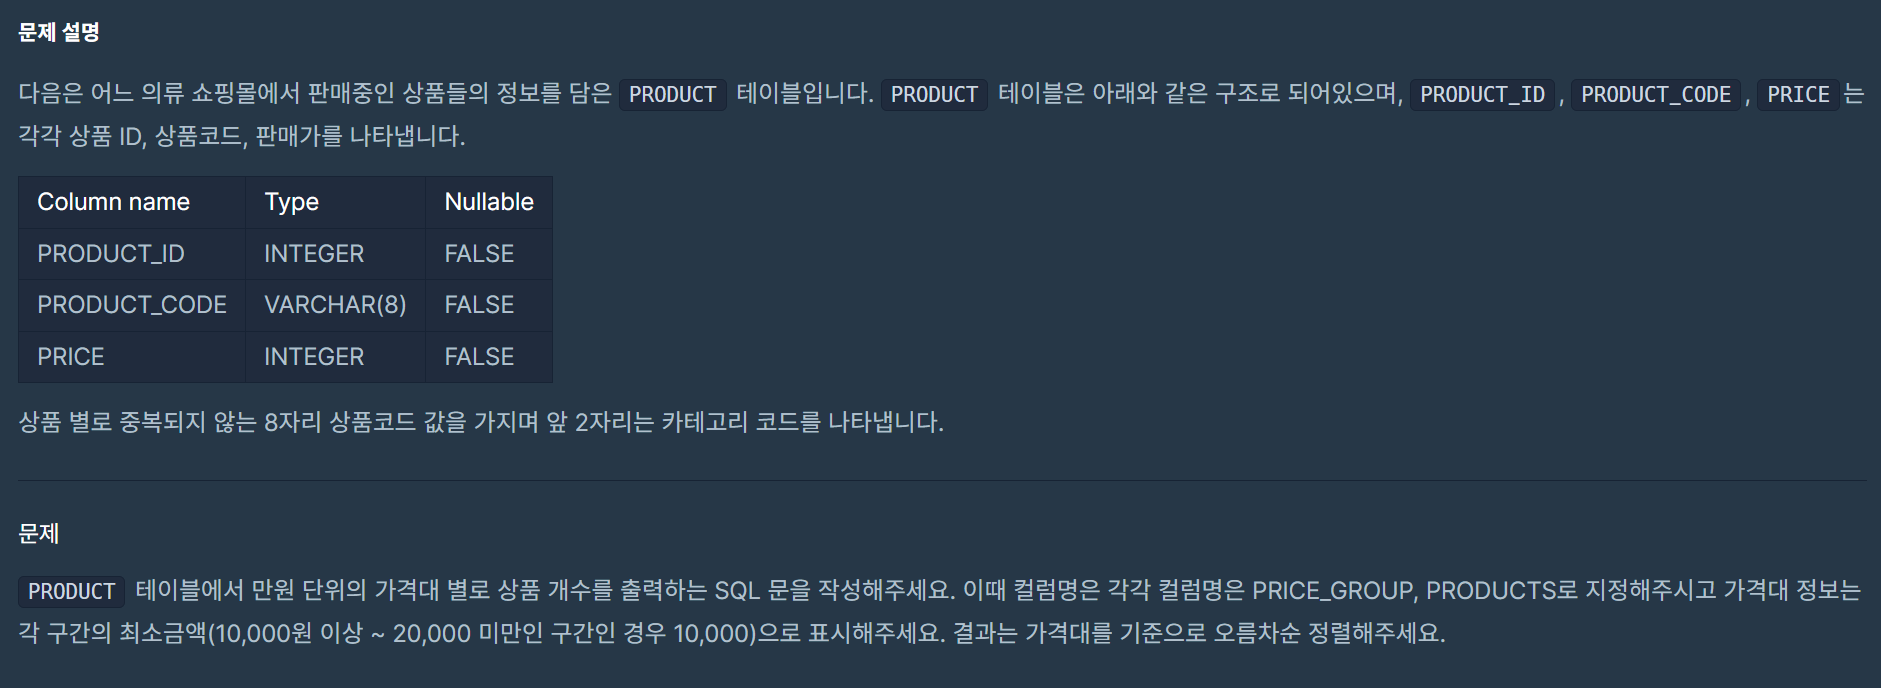 문제 설명
다음은 어느 의류 쇼핑몰에서 판매중인 상품들의 정보를 담은 PRODUCT 테이블입니다. PRODUCT 테이블은 아래와 같은 구조로 되어있으며, PRODUCT_ID, PRODUCT_CODE, PRICE는
각각 상품 ID, 상품코드, 판매가를 나타냅니다.
Column name Type Nullable
PRODUCT_ID INTEGER FALSE
PRODUCT_CODE VARCHAR(8) FALSE
PRICE INTEGER FALSE
상품 별로 중복되지 않는 8자리 상품코드 값을 가지며 앞 2자리는 카테고리 코드를 나타냅니다.
문제
PRODUCT 테이블에서 만원 단위의 가격대 별로 상품 개수를 출력하는 SQL 문을 작성해주세요. 이때 컬럼명은 각각 컬럼명은 PRICE_GROUP, PRODUCTS로 지정해주시고 가격대 정보는
각 구간의 최소금액(10,000원 이상 ~ 20,000 미만인 구간인 경우 10,000)으로 표시해주세요. 결과는 가격대를 기준으로 오름차순 정렬해주세요.